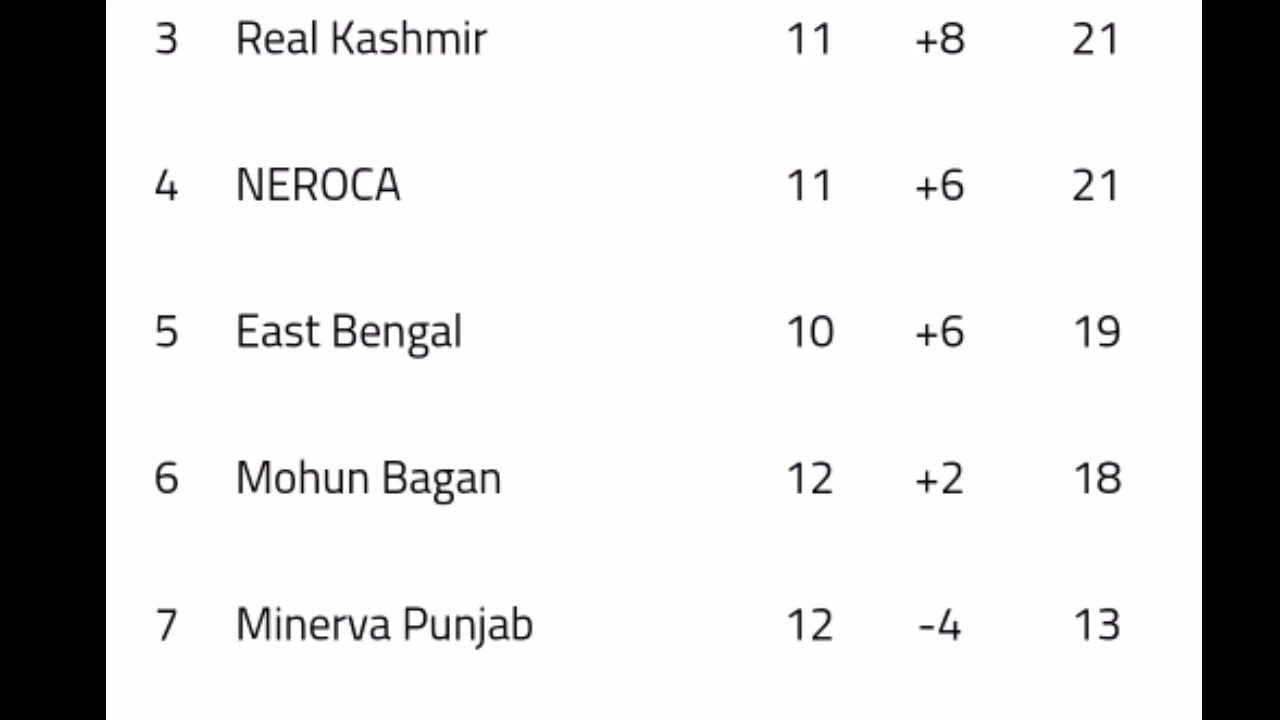 3 Real Kashmir 11 +8 21
4 NEROCA 11 +6 21
5 East Bengal 10 +6 19
6 Mohun Bagan 12 +2 18
7 Minerva Punjab 12 -4 13